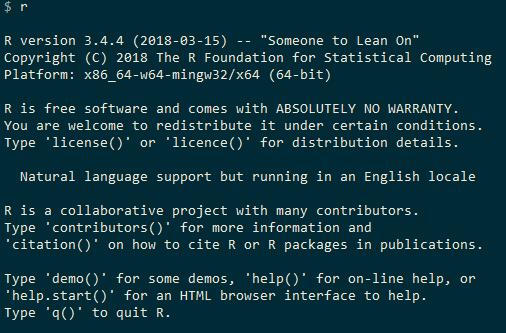 $ r
R version 3.4.4 (2018-03-15) -- "Someone to Lean On"
Copyright (C) 2018 The R Foundation for Statistical Computing
Platform: x86_64-w64-mingw32/x64 (64-bit)
R is free software and comes with ABSOLUTELY NO WARRANTY.
You are welcome to redistribute it under certain conditions.
Type 'license()' or 'licence()' for distribution details.
Natural language support but running in an English locale
R is a collaborative project with many contributors.
Type 'contributors()' for more information and
'citation()' on how to cite R or R packages in publications.
Type 'demo()' for some demos, 'help()' for on-line help, or
'help.start()' for an HTML browser interface to help.
Type 'q()' to quit R.